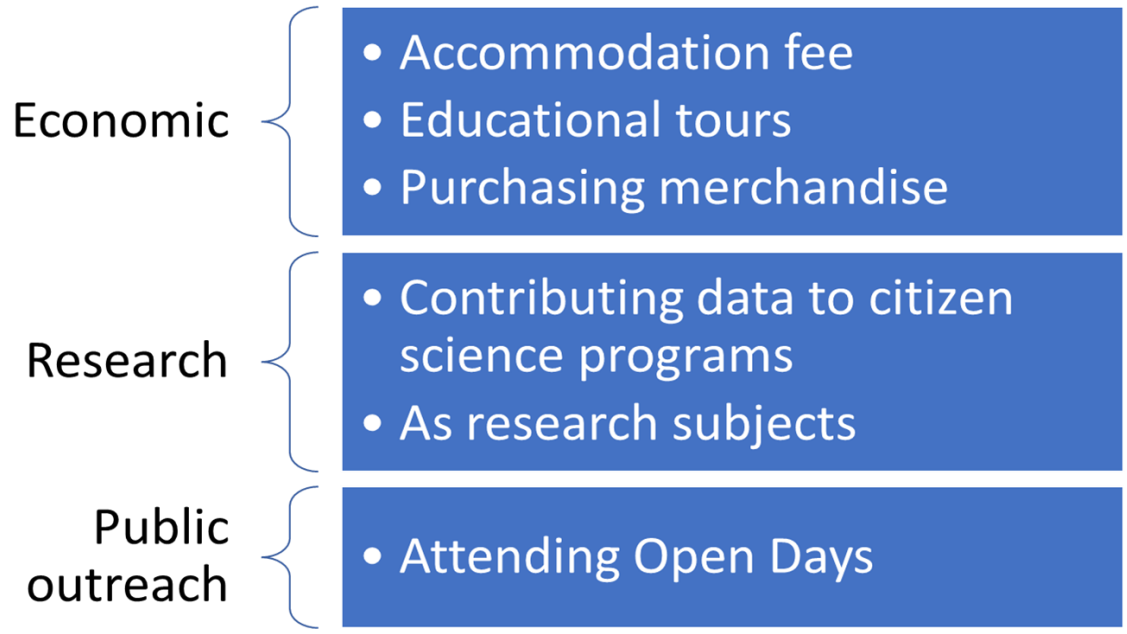 Economic
• Accommodation fee
• Educational tours
• Purchasing merchandise
Research
• Contributing data to citizen
science programs
• As research subjects
Public
outreach
• Attending Open Days